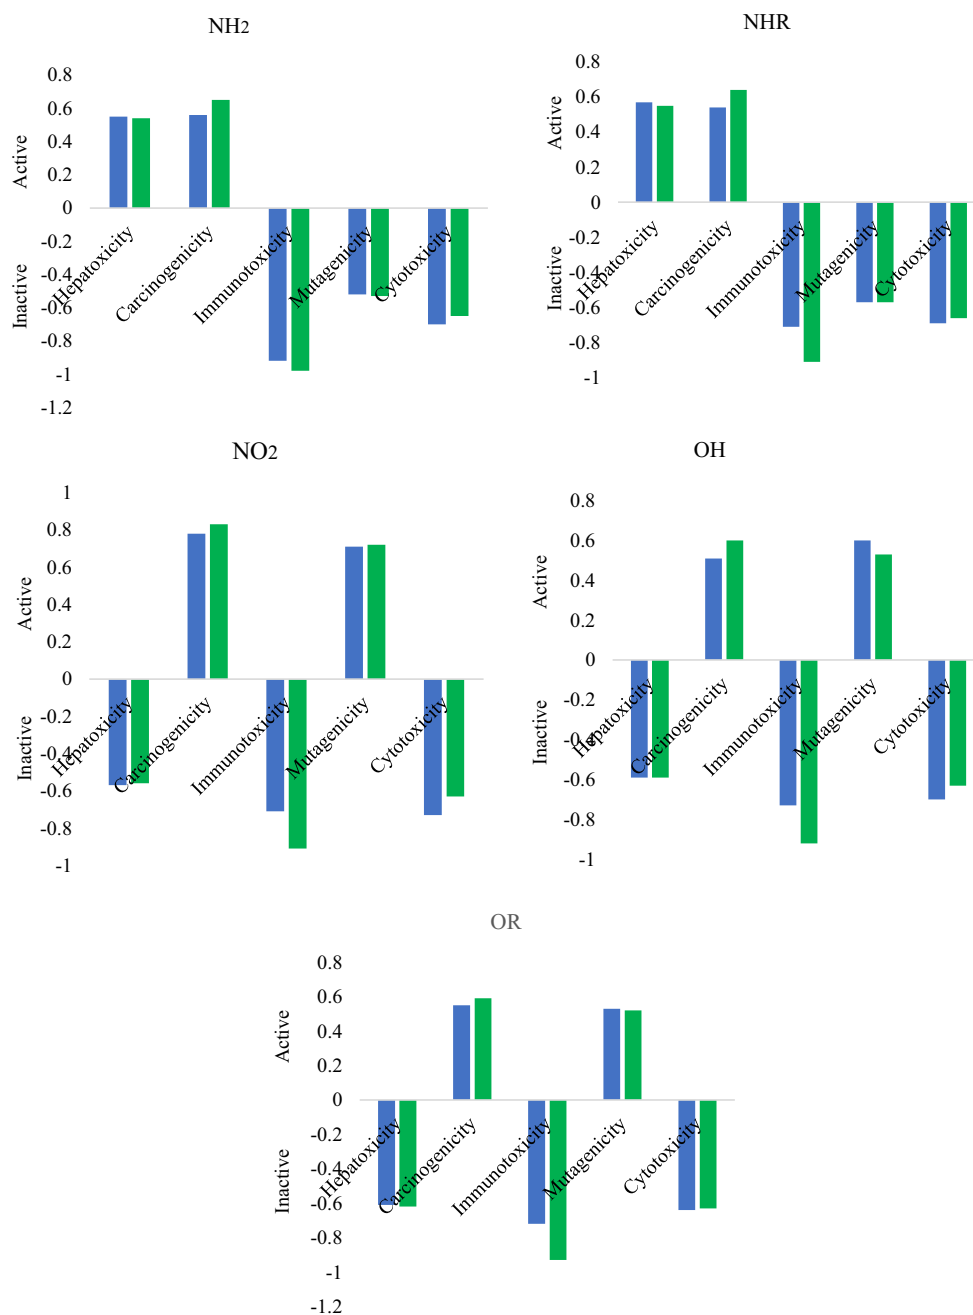 NH2
0.8
0.6
0.4
0.2
0
-0.2
-0.4
-0.6
-0.8
-1
-1.2
Active
Inactive
Hepatoxicity
Carcinogenicity
Immunotoxicity
Mutagenicity
Cytotoxicity
NHR
0.8
0.6
0.4
0.2
0
-0.2
-0.4
-0.6
-0.8
-1
Active
Inactive
Hepatoxicity
Carcinogenicity
Immunotoxicity
Mutagenicity
Cytotoxicity
NO2
1
0.8
0.6
0.4
0.2
0
-0.2
-0.4
-0.6
-0.8
-1
Active
Inactive
Hepatoxicity
Carcinogenicity
Immunotoxicity
Mutagenicity
Cytotoxicity
OH
0.8
0.6
0.4
0.2
0
-0.2
-0.4
-0.6
-0.8
-1
Active
Inactive
Hepatoxicity
Carcinogenicity
Immunotoxicity
Mutagenicity
Cytotoxicity
OR
0.8
0.6
0.4
0.2
0
-0.2
-0.4
-0.6
-0.8
-1
-1.2
Active
Inactive
Hepatoxicity
Carcinogenicity
Immunotoxicity
Mutagenicity
Cytotoxicity